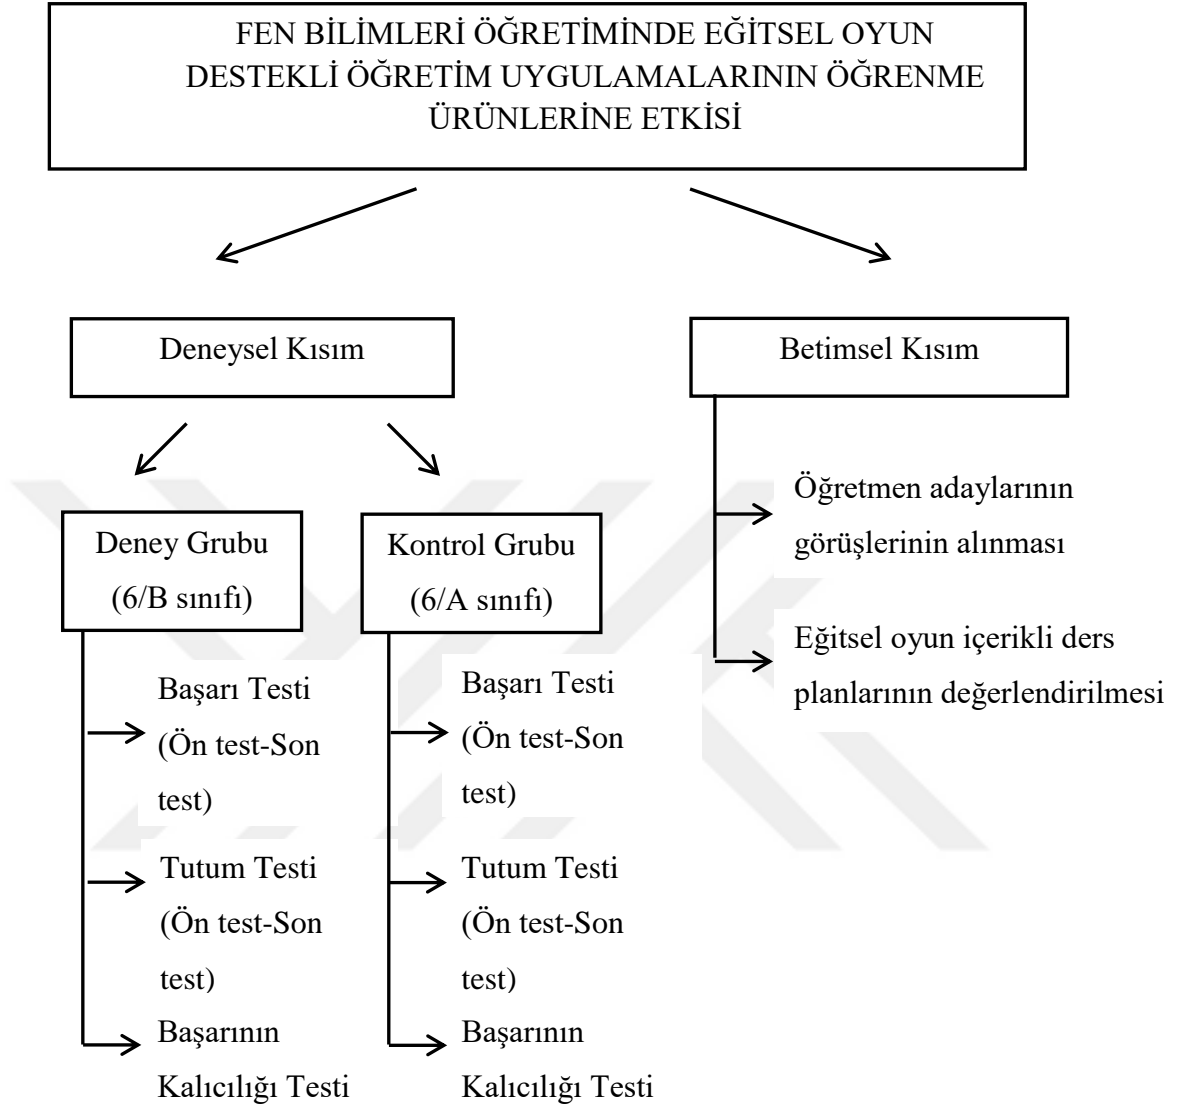 FEN BİLİMLERİ ÖĞRETİMİNDE EĞİTSEL OYUN
DESTEKLİ ÖĞRETİM UYGULAMALARININ ÖĞRENME
ÜRÜNLERİNE ETKİSİ
Deneysel Kısım
Betimsel Kısım
Deney Grubu
(6/B sınıfı)
Kontrol Grubu
(6/A sınıfı)
Öğretmen adaylarının
görüşlerinin alınması
Eğitsel oyun içerikli ders
planlarının değerlendirilmesi
Başarı Testi
(Ön test-Son
test)
Tutum Testi
(Ön test-Son
test)
Başarının
Kalıcılığı Testi
Başarı Testi
(Ön test-Son
test)
Tutum Testi
(Ön test-Son
test)
Başarının
Kalıcılığı Testi